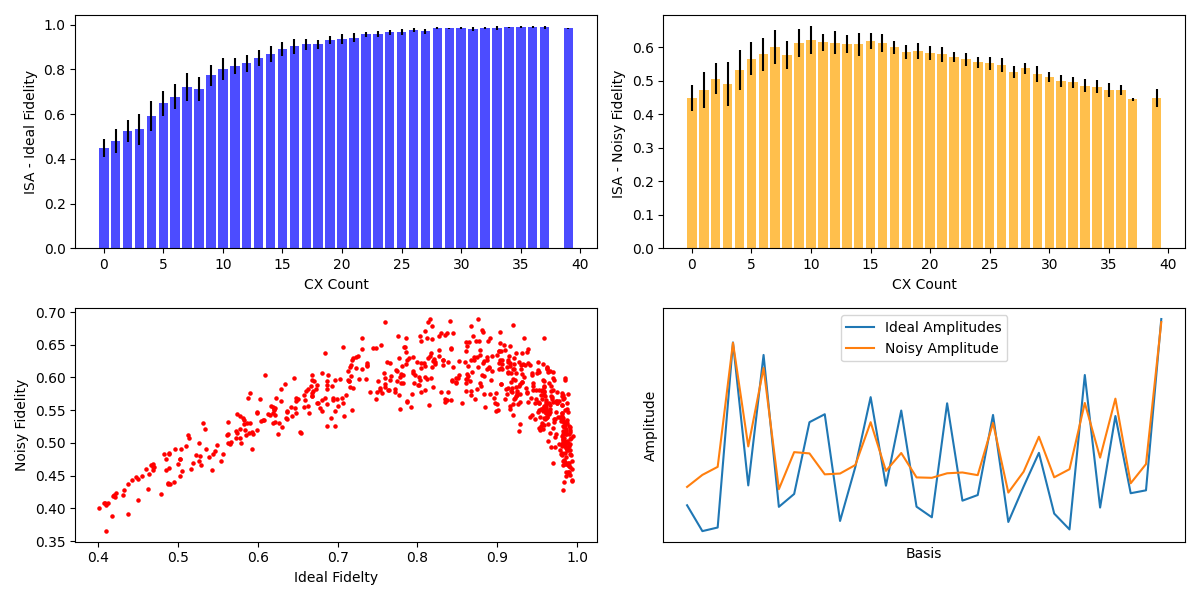 ISA - Ideal Fidelity
1.0
0.8
0.6
0.4
0.2
0.0
0 5 10 15 20 25 30 35 40
CX Count
ISA - Noisy Fidelity
0.6
0.5
0.4
0.3
0.2
0.1
0.0
0 5 10 15 20 25 30 35 40
CX Count
Noisy Fidelity
0.70
0.65
0.60
0.55
0.50
0.45
0.40
0.35
0.4 0.5 0.6 0.7 0.8 0.9 1.0
Ideal Fidelty
Amplitude
Ideal Amplitudes
Noisy Amplitude
Basis